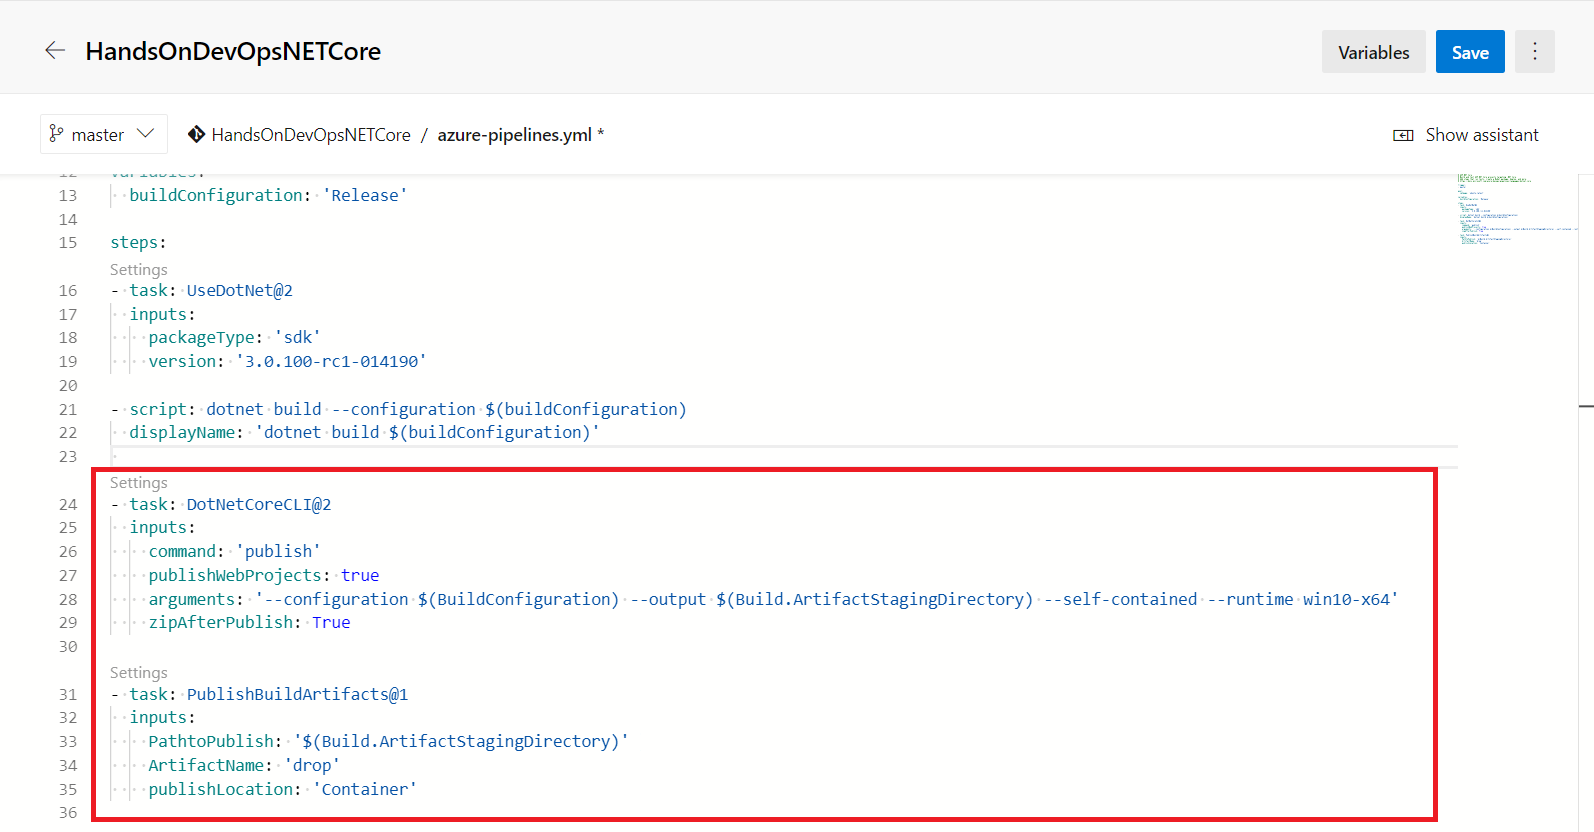 HandsOnDevOpsNETCore
Variables
Save
master
HandsOnDevOpsNETCore / azure-pipelines.yml *
Show assistant
12 variables:
13 buildConfiguration: 'Release'
14
15 steps:
Settings
16 - task: UseDotNet@2
17 inputs:
18 packageType: 'sdk'
19 version: '3.0.100-rc1-014190'
20
21 - script: dotnet build --configuration $(buildConfiguration)
22 displayName: 'dotnet build $(buildConfiguration)'
23
Settings
24 - task: DotNetCoreCLI@2
25 inputs:
26 command: 'publish'
27 publishWebProjects: true
28 arguments: '--configuration $(BuildConfiguration) --output $(Build.ArtifactStagingDirectory) --self-contained --runtime win10-x64'
29 zipAfterPublish: True
30
Settings
31 - task: PublishBuildArtifacts@1
32 inputs:
33 PathtoPublish: '$(Build.ArtifactStagingDirectory)'
34 ArtifactName: 'drop'
35 publishLocation: 'Container'
36